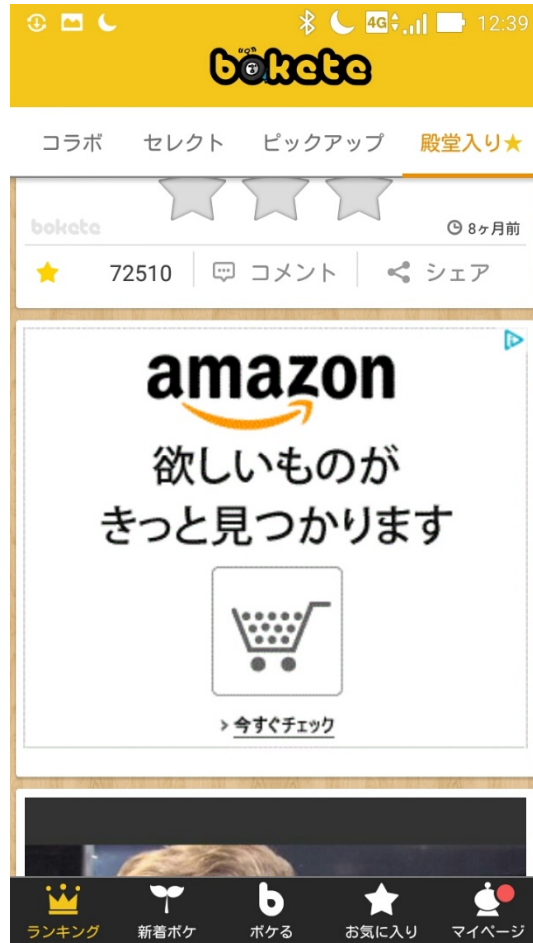 4G 12:39
bokete
コラボ セレクト ピックアップ 殿堂入り★
bokete 8ヶ月前
72510 コメント シェア
amazon
欲しいものが
きっと見つかります
> 今すぐチェック
ランキング 新着ボケ ボケる お気に入り マイページ